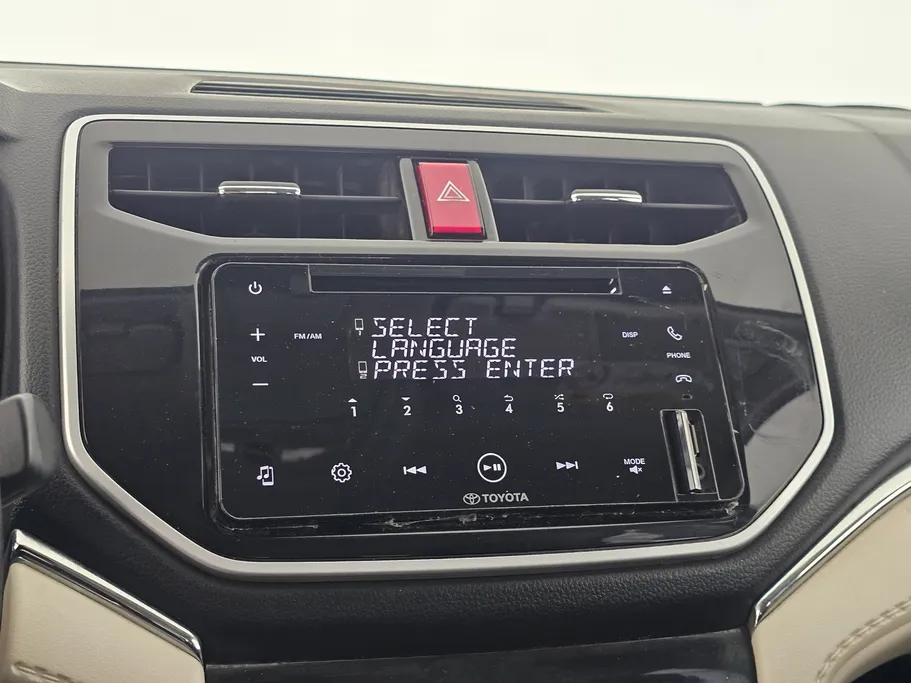 SELECT
LANGUAGE
PRESS ENTER
+
FM/AM
DISP
VOL
PHONE
−
1 2 3 4 5 6
MODE
TOYOTA